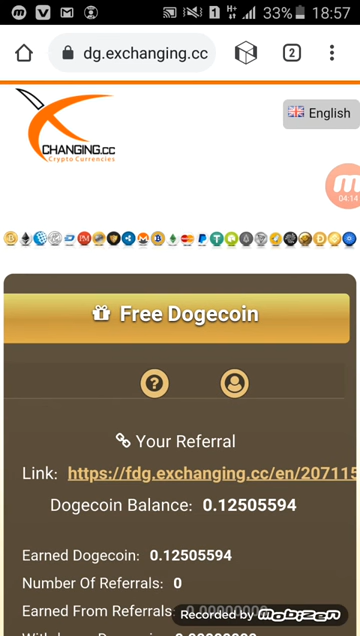 33% 18:57
dg.exchanging.cc
2
CHANGING.CC
Crypto Currencies
English
04:14
Free Dogecoin
Your Referral
Link: https://fdg.exchanging.cc/en/207115
Dogecoin Balance: 0.12505594
Earned Dogecoin: 0.12505594
Number Of Referrals: 0
Earned From Referrals: 0.00000000
Recorded by mobizen